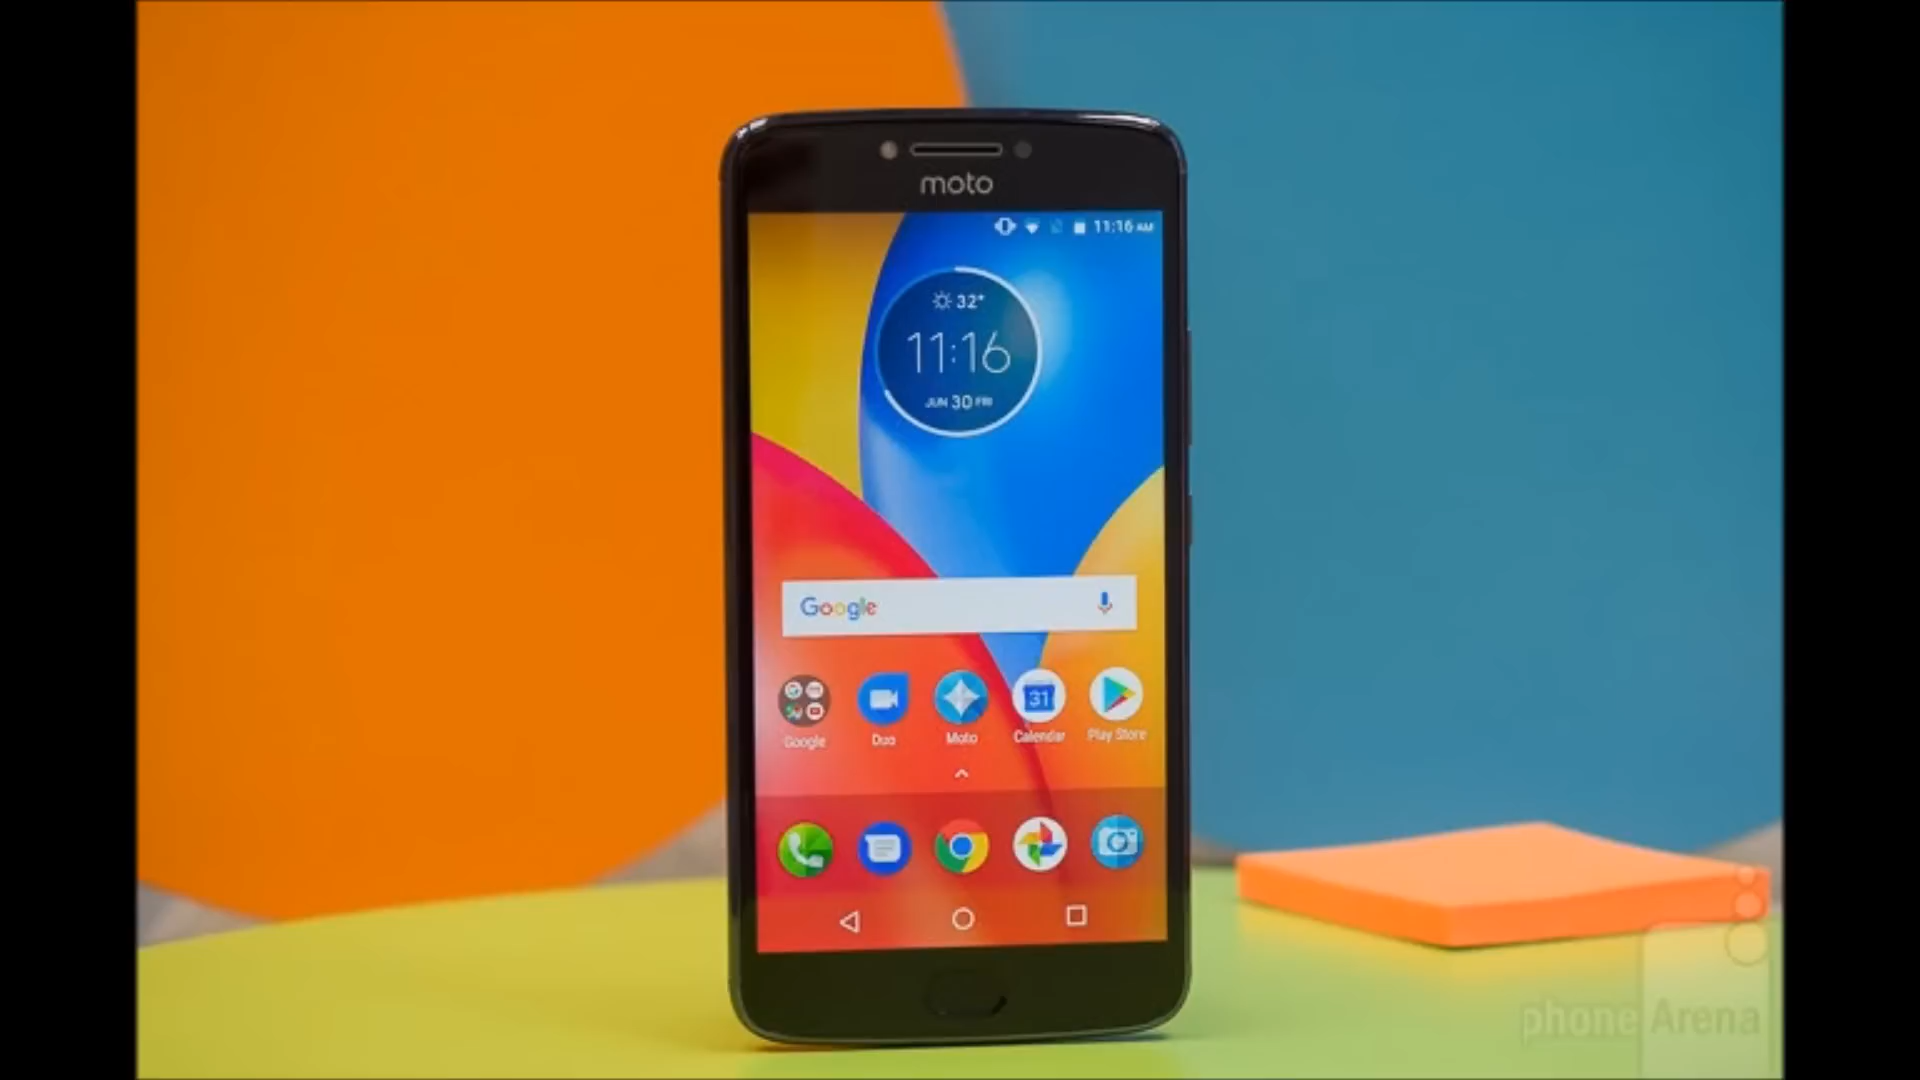 moto
11:16 AM
32°
11:16
JUN 30 FRI
Google
Google
Duo
Moto
31
Calendar
Play Store
phoneArena